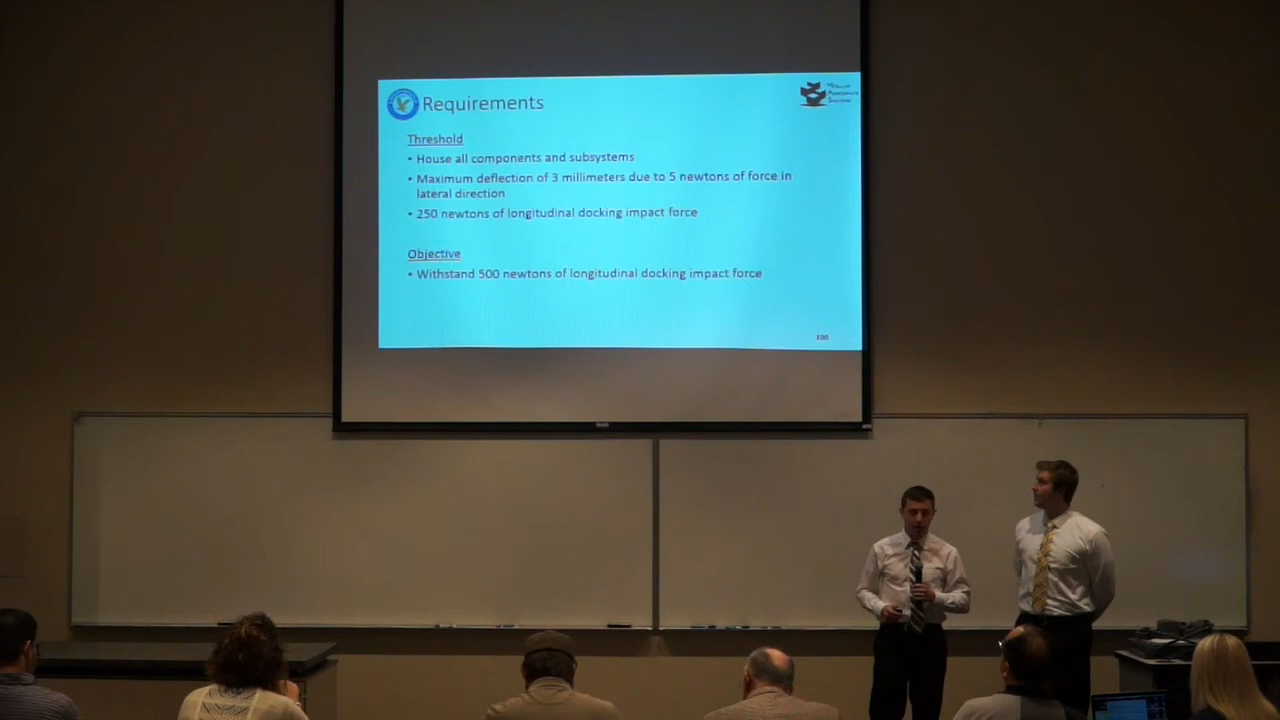 Requirements
Threshold
• House all components and subsystems
• Maximum deflection of 3 millimeters due to 5 newtons of force in
lateral direction
• 250 newtons of longitudinal docking impact force
Objective
• Withstand 500 newtons of longitudinal docking impact force
100